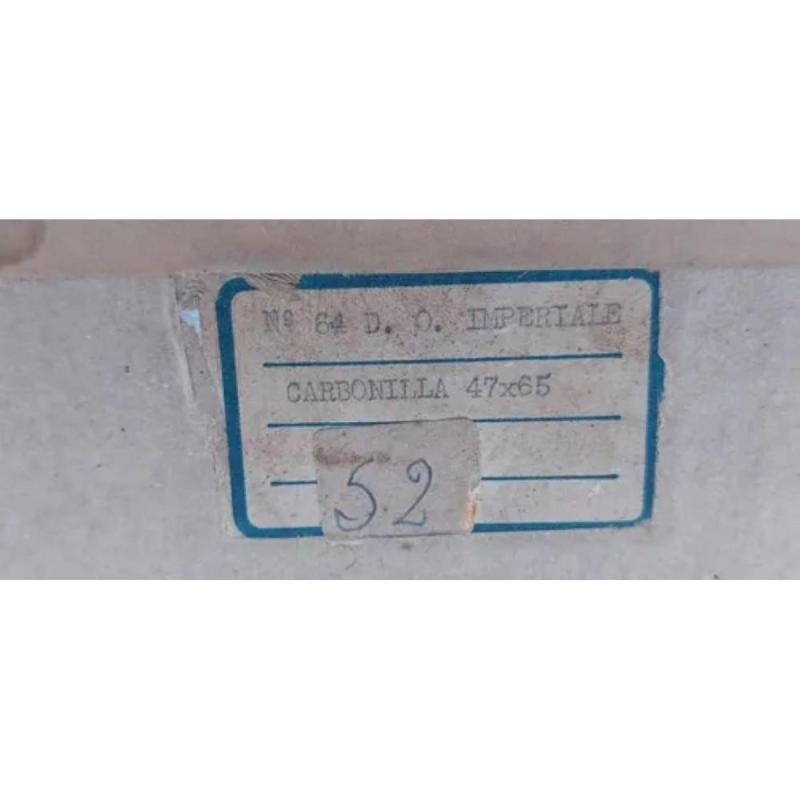 Nº 64 D. O. IMPERIALE
CARBONILLA 47x65
52